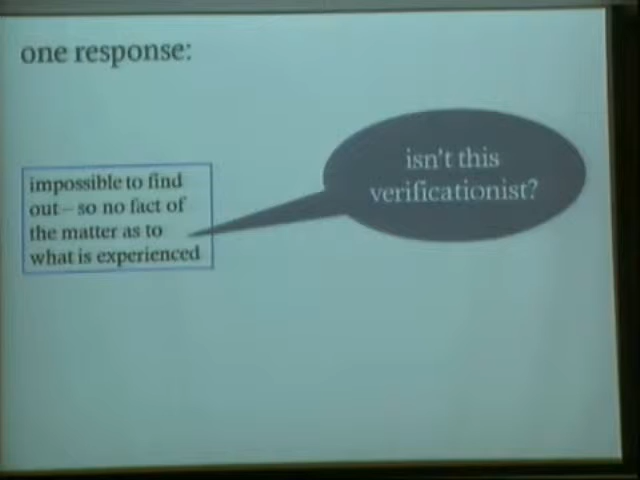 one response:
impossible to find
out – so no fact of
the matter as to
what is experienced
isn't this
verificationist?